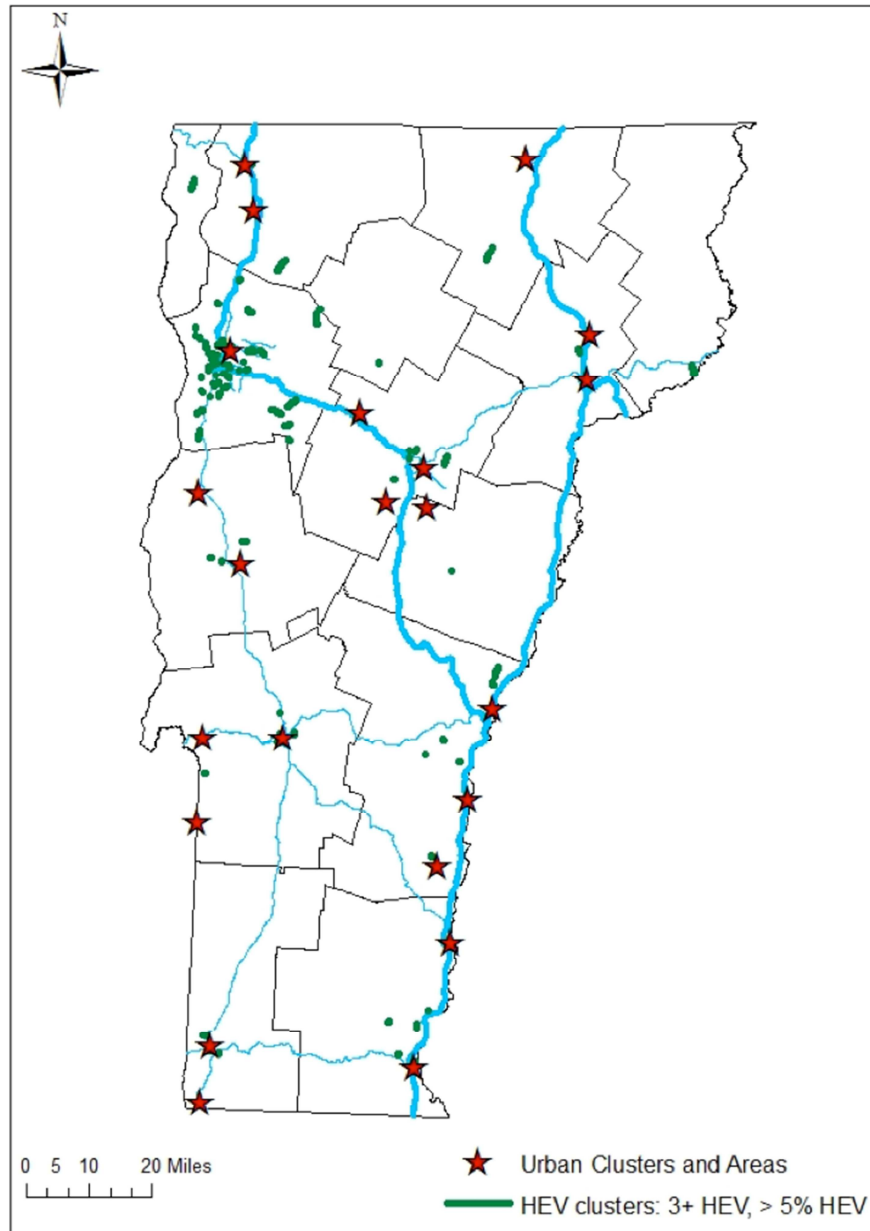 N
0 5 10 20 Miles
Urban Clusters and Areas
HEV clusters: 3+ HEV, > 5% HEV